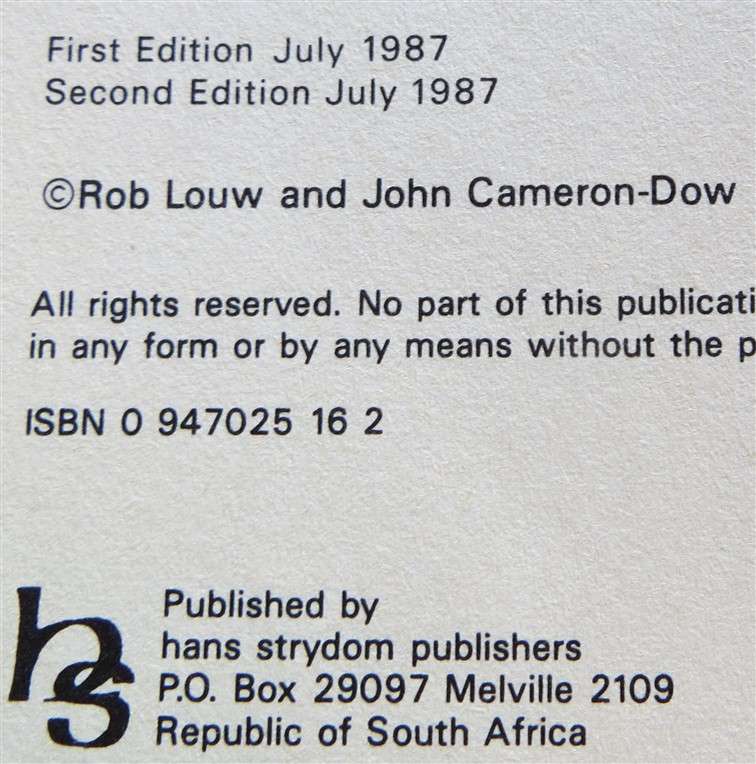 First Edition July 1987
Second Edition July 1987
©Rob Louw and John Cameron-Dow
All rights reserved. No part of this publicati
in any form or by any means without the p
ISBN 0 947025 16 2
hs
Published by
hans strydom publishers
P.O. Box 29097 Melville 2109
Republic of South Africa